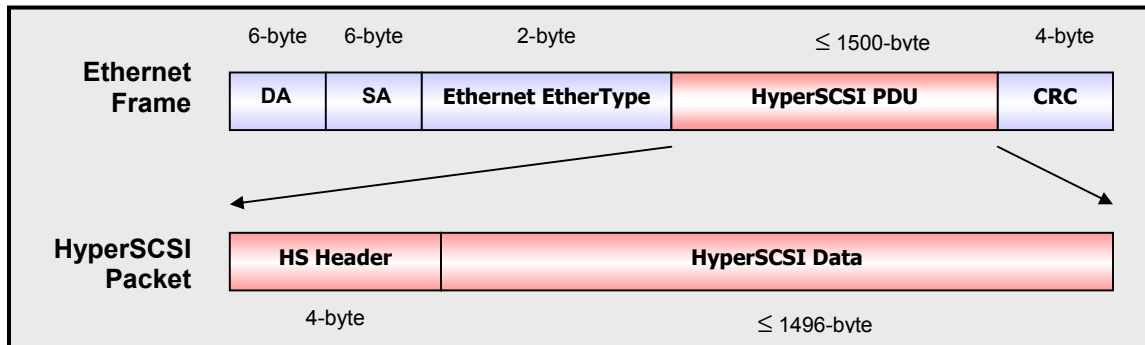 6-byte 6-byte 2-byte ≤ 1500-byte 4-byte
Ethernet
Frame
DA SA Ethernet EtherType HyperSCSI PDU CRC
HyperSCSI
Packet
HS Header HyperSCSI Data
4-byte ≤ 1496-byte